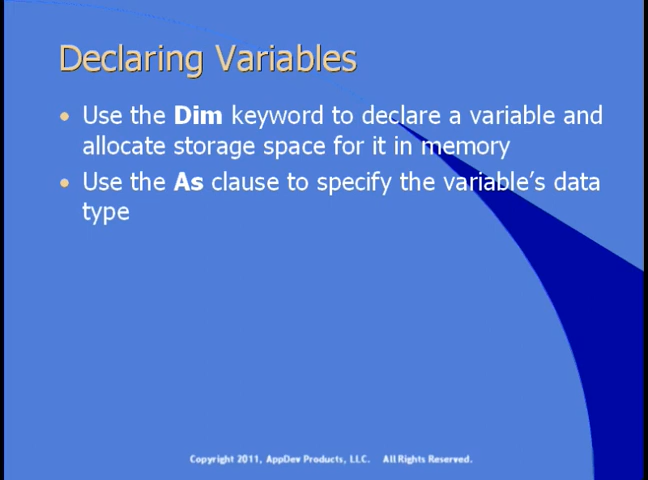 Declaring Variables
• Use the Dim keyword to declare a variable and
allocate storage space for it in memory
• Use the As clause to specify the variable’s data
type
Copyright 2011, AppDev Products, LLC. All Rights Reserved.